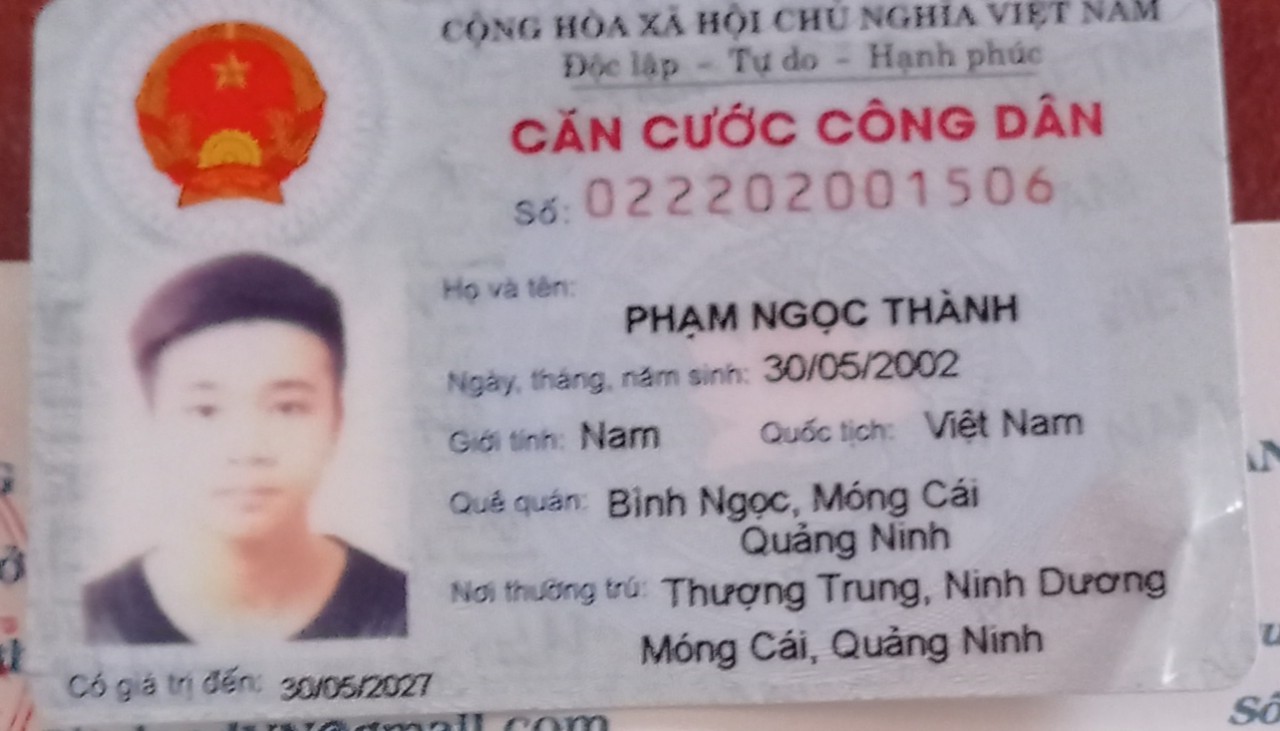 CỘNG HÒA XÃ HỘI CHỦ NGHĨA VIỆT NAM
Độc lập - Tự do - Hạnh phúc
CĂN CƯỚC CÔNG DÂN
Số: 022202001506
Họ và tên:
PHẠM NGỌC THÀNH
Ngày, tháng, năm sinh: 30/05/2002
Giới tính: Nam Quốc tịch: Việt Nam
Quê quán: Bình Ngọc, Móng Cái
Quảng Ninh
Nơi thường trú: Thượng Trung, Ninh Dương
Móng Cái, Quảng Ninh
Có giá trị đến: 30/05/2027
@gmail.com
Số